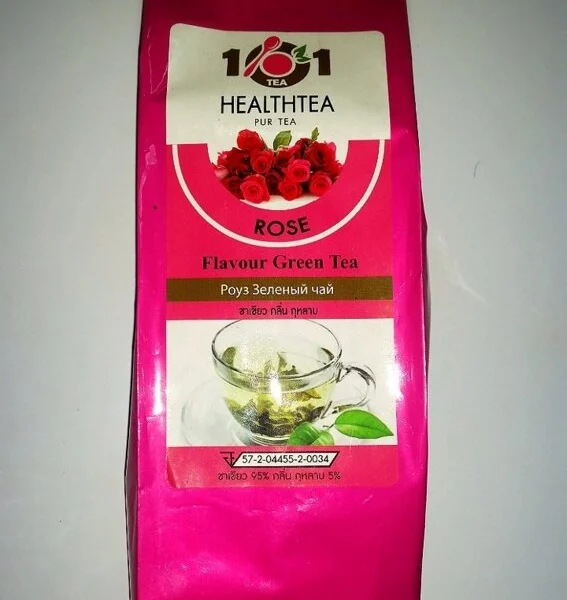 101
TEA
HEALTHTEA
PUR TEA
ROSE
Flavour Green Tea
Роуз Зеленый чай
ชาเขียว กลิ่น กุหลาบ
57-2-04455-2-0034
ชาเขียว 95% กลิ่น กุหลาบ 5%